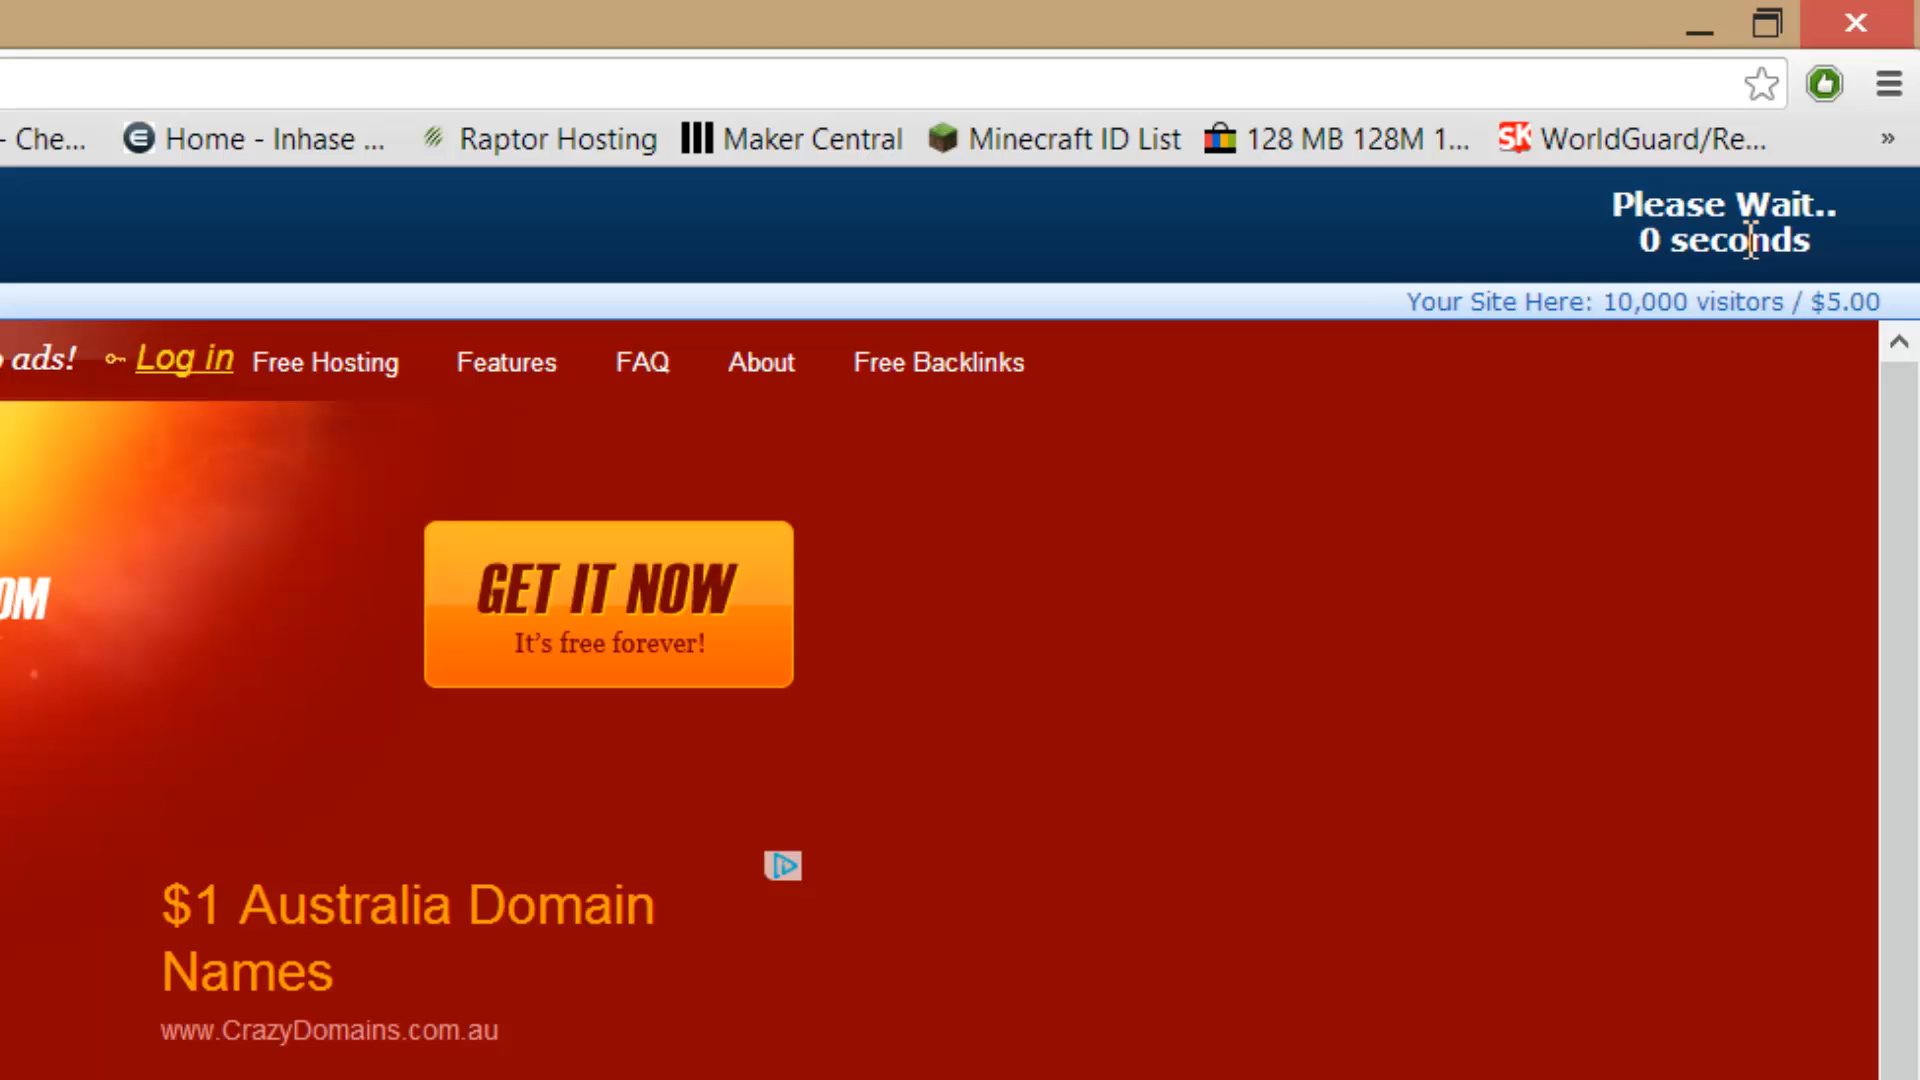 - Che... Home - Inhase ... Raptor Hosting Maker Central Minecraft ID List 128 MB 128M 1... SK WorldGuard/Re... »
Please Wait..
0 seconds
Your Site Here: 10,000 visitors / $5.00
ads! Log in Free Hosting Features FAQ About Free Backlinks
OM
GET IT NOW
It's free forever!
$1 Australia Domain
Names
www.CrazyDomains.com.au